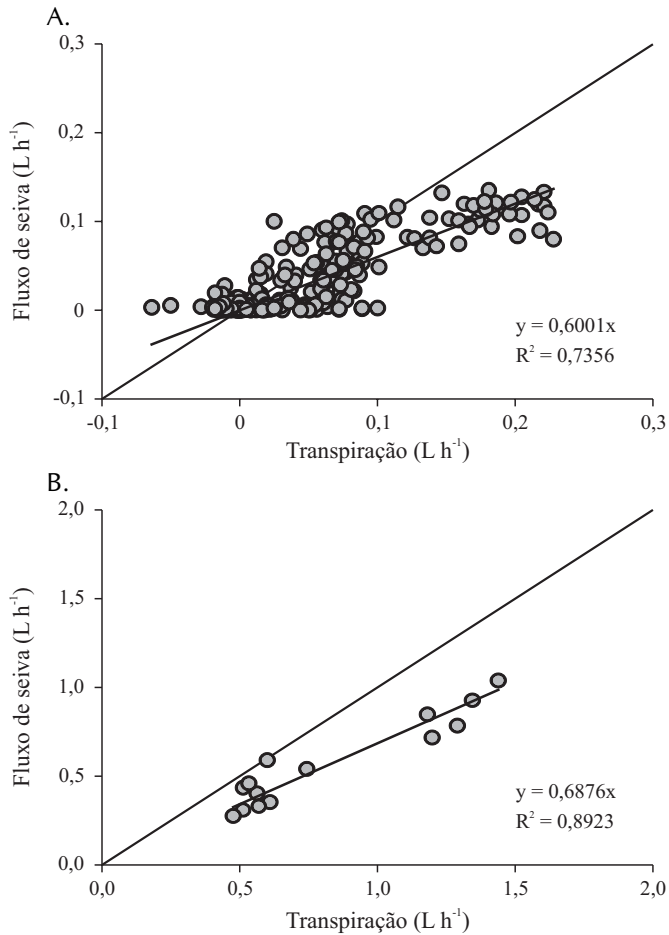 A.
0,3
0,2
0,1
0
-0,1
Fluxo de seiva (L h⁻¹)
y = 0,6001x
R² = 0,7356
-0,1 0 0,1 0,2 0,3
Transpiração (L h⁻¹)
B.
2,0
1,5
1,0
0,5
0,0
Fluxo de seiva (L h⁻¹)
y = 0,6876x
R² = 0,8923
0,0 0,5 1,0 1,5 2,0
Transpiração (L h⁻¹)